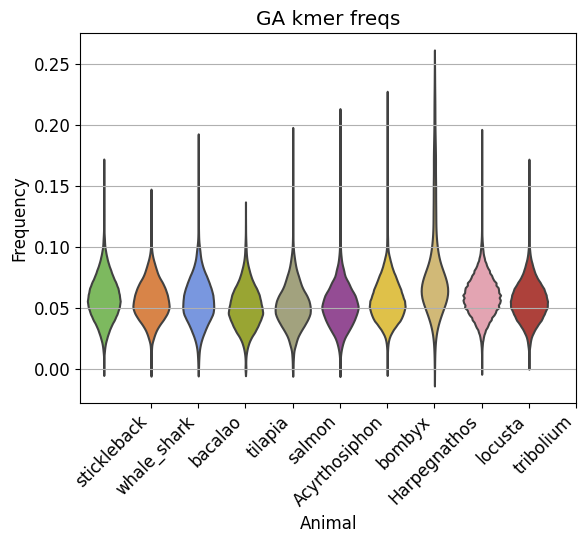 GA kmer freqs
Frequency
0.25
0.20
0.15
0.10
0.05
0.00
stickleback
whale_shark
bacalao
tilapia
salmon
Acyrthosiphon
bombyx
Harpegnathos
locusta
tribolium
Animal